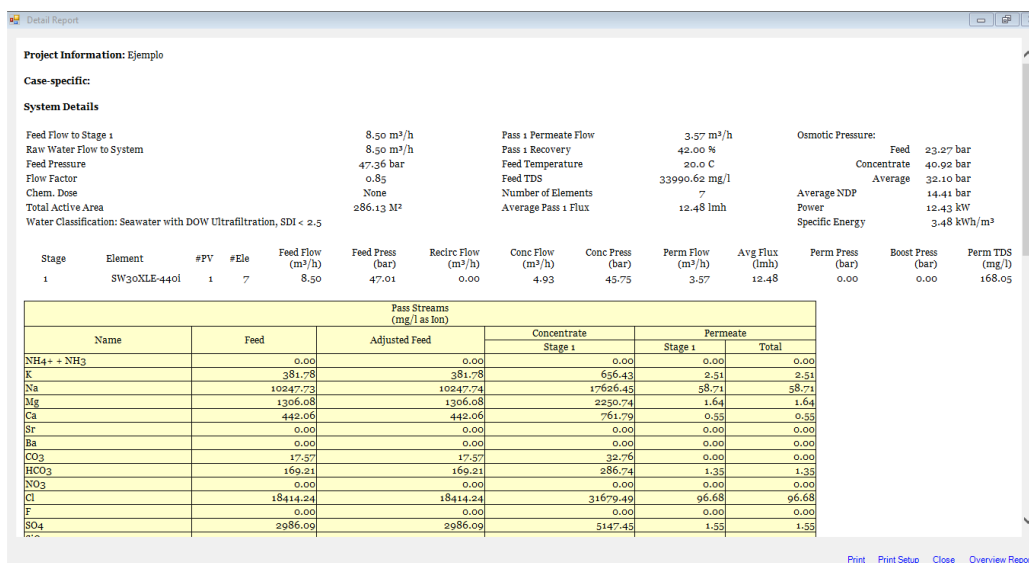 Detail Report
Project Information: Ejemplo
Case-specific:
System Details
Feed Flow to Stage 1 8.50 m³/h Pass 1 Permeate Flow 3.57 m³/h Osmotic Pressure:
Raw Water Flow to System 8.50 m³/h Pass 1 Recovery 42.00 % Feed 23.27 bar
Feed Pressure 47.36 bar Feed Temperature 20.0 C Concentrate 40.92 bar
Flow Factor 0.85 Feed TDS 33990.62 mg/l Average 32.10 bar
Chem. Dose None Number of Elements 7 Average NDP 14.41 bar
Total Active Area 286.13 M² Average Pass 1 Flux 12.48 lmh Power 12.43 kW
Water Classification: Seawater with DOW Ultrafiltration, SDI < 2.5 Specific Energy 3.48 kWh/m³
Stage Element #PV #Ele Feed Flow (m³/h) Feed Press (bar) Recirc Flow (m³/h) Conc Flow (m³/h) Conc Press (bar) Perm Flow (m³/h) Avg Flux (lmh) Perm Press (bar) Boost Press (bar) Perm TDS (mg/l)
1 SW30XLE-440i 1 7 8.50 47.01 0.00 4.93 45.75 3.57 12.48 0.00 0.00 168.05
Pass Streams
(mg/l as Ion)
Name Feed Adjusted Feed Concentrate Permeate
Stage 1 Stage 1 Total
NH4+ + NH3 0.00 0.00 0.00 0.00 0.00
K 381.78 381.78 656.43 2.51 2.51
Na 10247.73 10247.74 17626.45 58.71 58.71
Mg 1306.08 1306.08 2250.74 1.64 1.64
Ca 442.06 442.06 761.79 0.55 0.55
Sr 0.00 0.00 0.00 0.00 0.00
Ba 0.00 0.00 0.00 0.00 0.00
CO3 17.57 17.57 32.76 0.00 0.00
HCO3 169.21 169.21 286.74 1.35 1.35
NO3 0.00 0.00 0.00 0.00 0.00
Cl 18414.24 18414.24 31679.49 96.68 96.68
F 0.00 0.00 0.00 0.00 0.00
SO4 2986.09 2986.09 5147.45 1.55 1.55
Print Print Setup Close Overview Repor